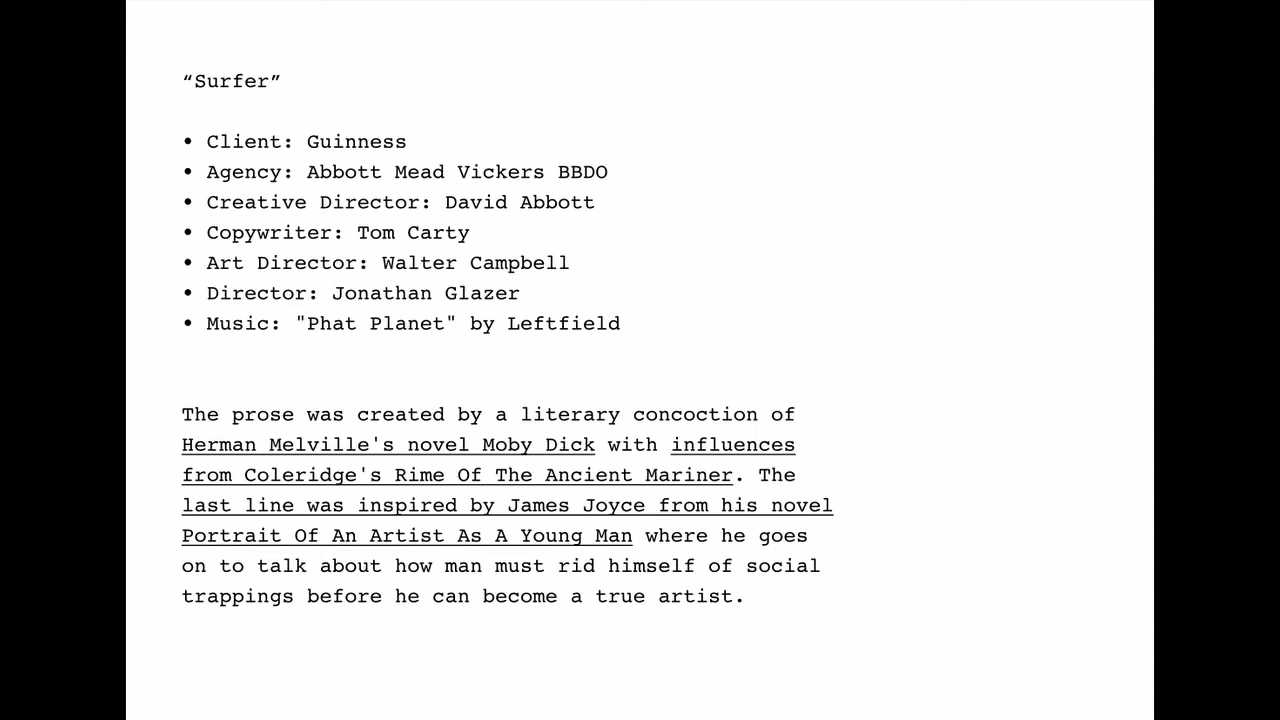 “Surfer”
• Client: Guinness
• Agency: Abbott Mead Vickers BBDO
• Creative Director: David Abbott
• Copywriter: Tom Carty
• Art Director: Walter Campbell
• Director: Jonathan Glazer
• Music: "Phat Planet" by Leftfield
The prose was created by a literary concoction of
Herman Melville's novel Moby Dick with influences
from Coleridge's Rime Of The Ancient Mariner. The
last line was inspired by James Joyce from his novel
Portrait Of An Artist As A Young Man where he goes
on to talk about how man must rid himself of social
trappings before he can become a true artist.